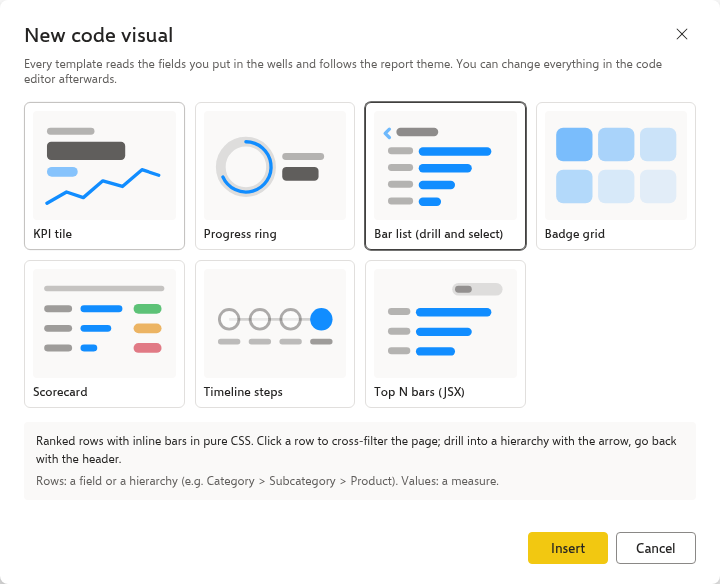 New code visual
Every template reads the fields you put in the wells and follows the report theme. You can change everything in the code
editor afterwards.
KPI tile
Progress ring
Bar list (drill and select)
Badge grid
Scorecard
Timeline steps
Top N bars (JSX)
Ranked rows with inline bars in pure CSS. Click a row to cross-filter the page; drill into a hierarchy with the arrow, go back
with the header.
Rows: a field or a hierarchy (e.g. Category > Subcategory > Product). Values: a measure.
Insert
Cancel